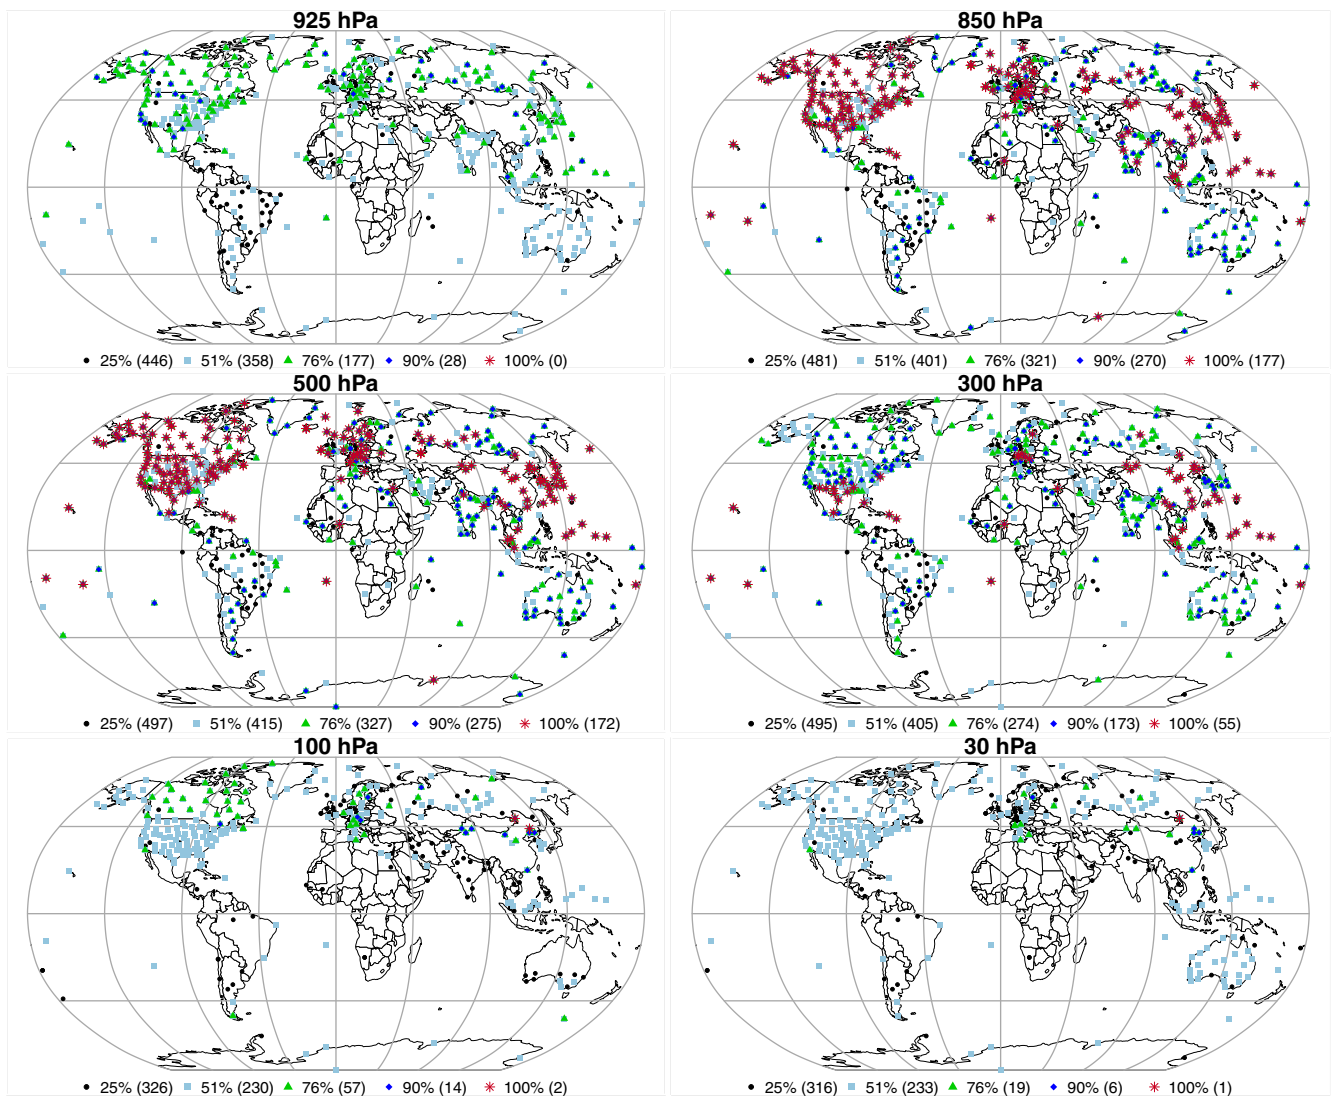 925 hPa
25% (446) 51% (358) 76% (177) 90% (28) 100% (0)
850 hPa
25% (481) 51% (401) 76% (321) 90% (270) 100% (177)
500 hPa
25% (497) 51% (415) 76% (327) 90% (275) 100% (172)
300 hPa
25% (495) 51% (405) 76% (274) 90% (173) 100% (55)
100 hPa
25% (326) 51% (230) 76% (57) 90% (14) 100% (2)
30 hPa
25% (316) 51% (233) 76% (19) 90% (6) 100% (1)